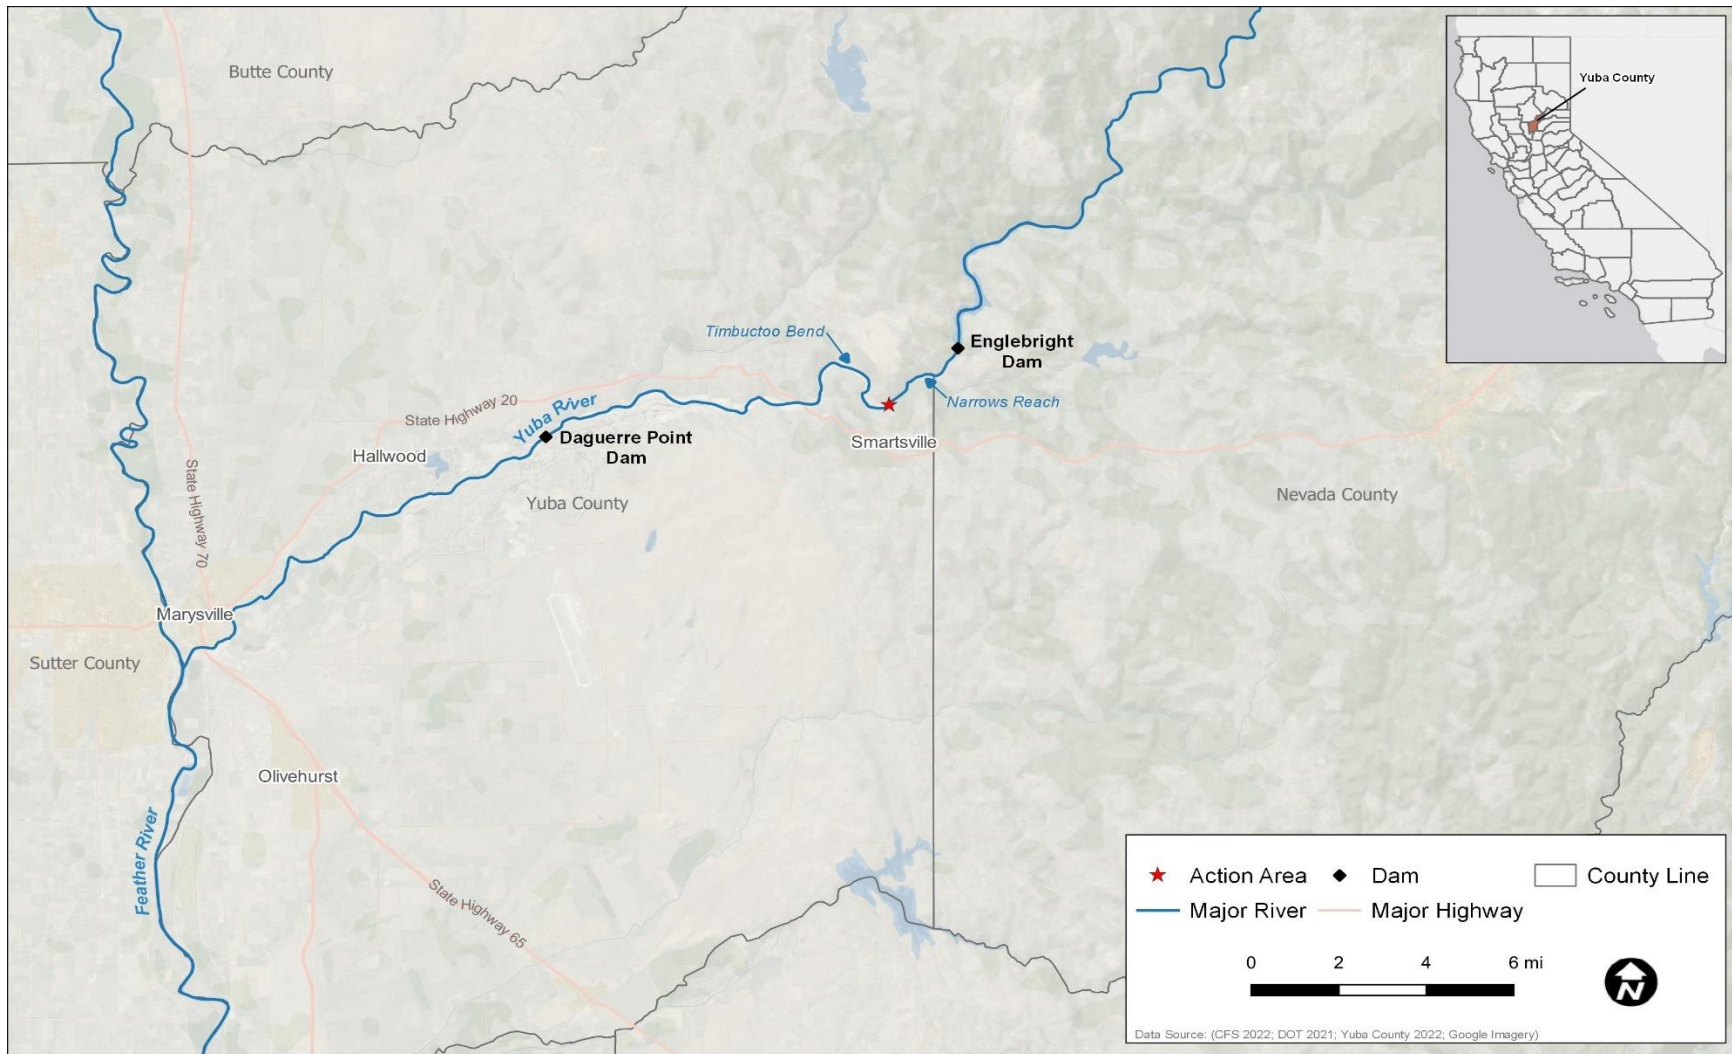 Butte County
Yuba County
Timbuctoo Bend
Englebright
Dam
Narrows Reach
State Highway 20
Yuba River
Daguerre Point
Dam
Smartsville
Hallwood
State Highway 70
Yuba County
Nevada County
Marysville
Sutter County
Olivehurst
Feather River
State Highway 65
Action Area
Dam
County Line
Major River
Major Highway
0 2 4 6 mi
N
Data Source: (CFS 2022; DOT 2021; Yuba County 2022; Google Imagery)